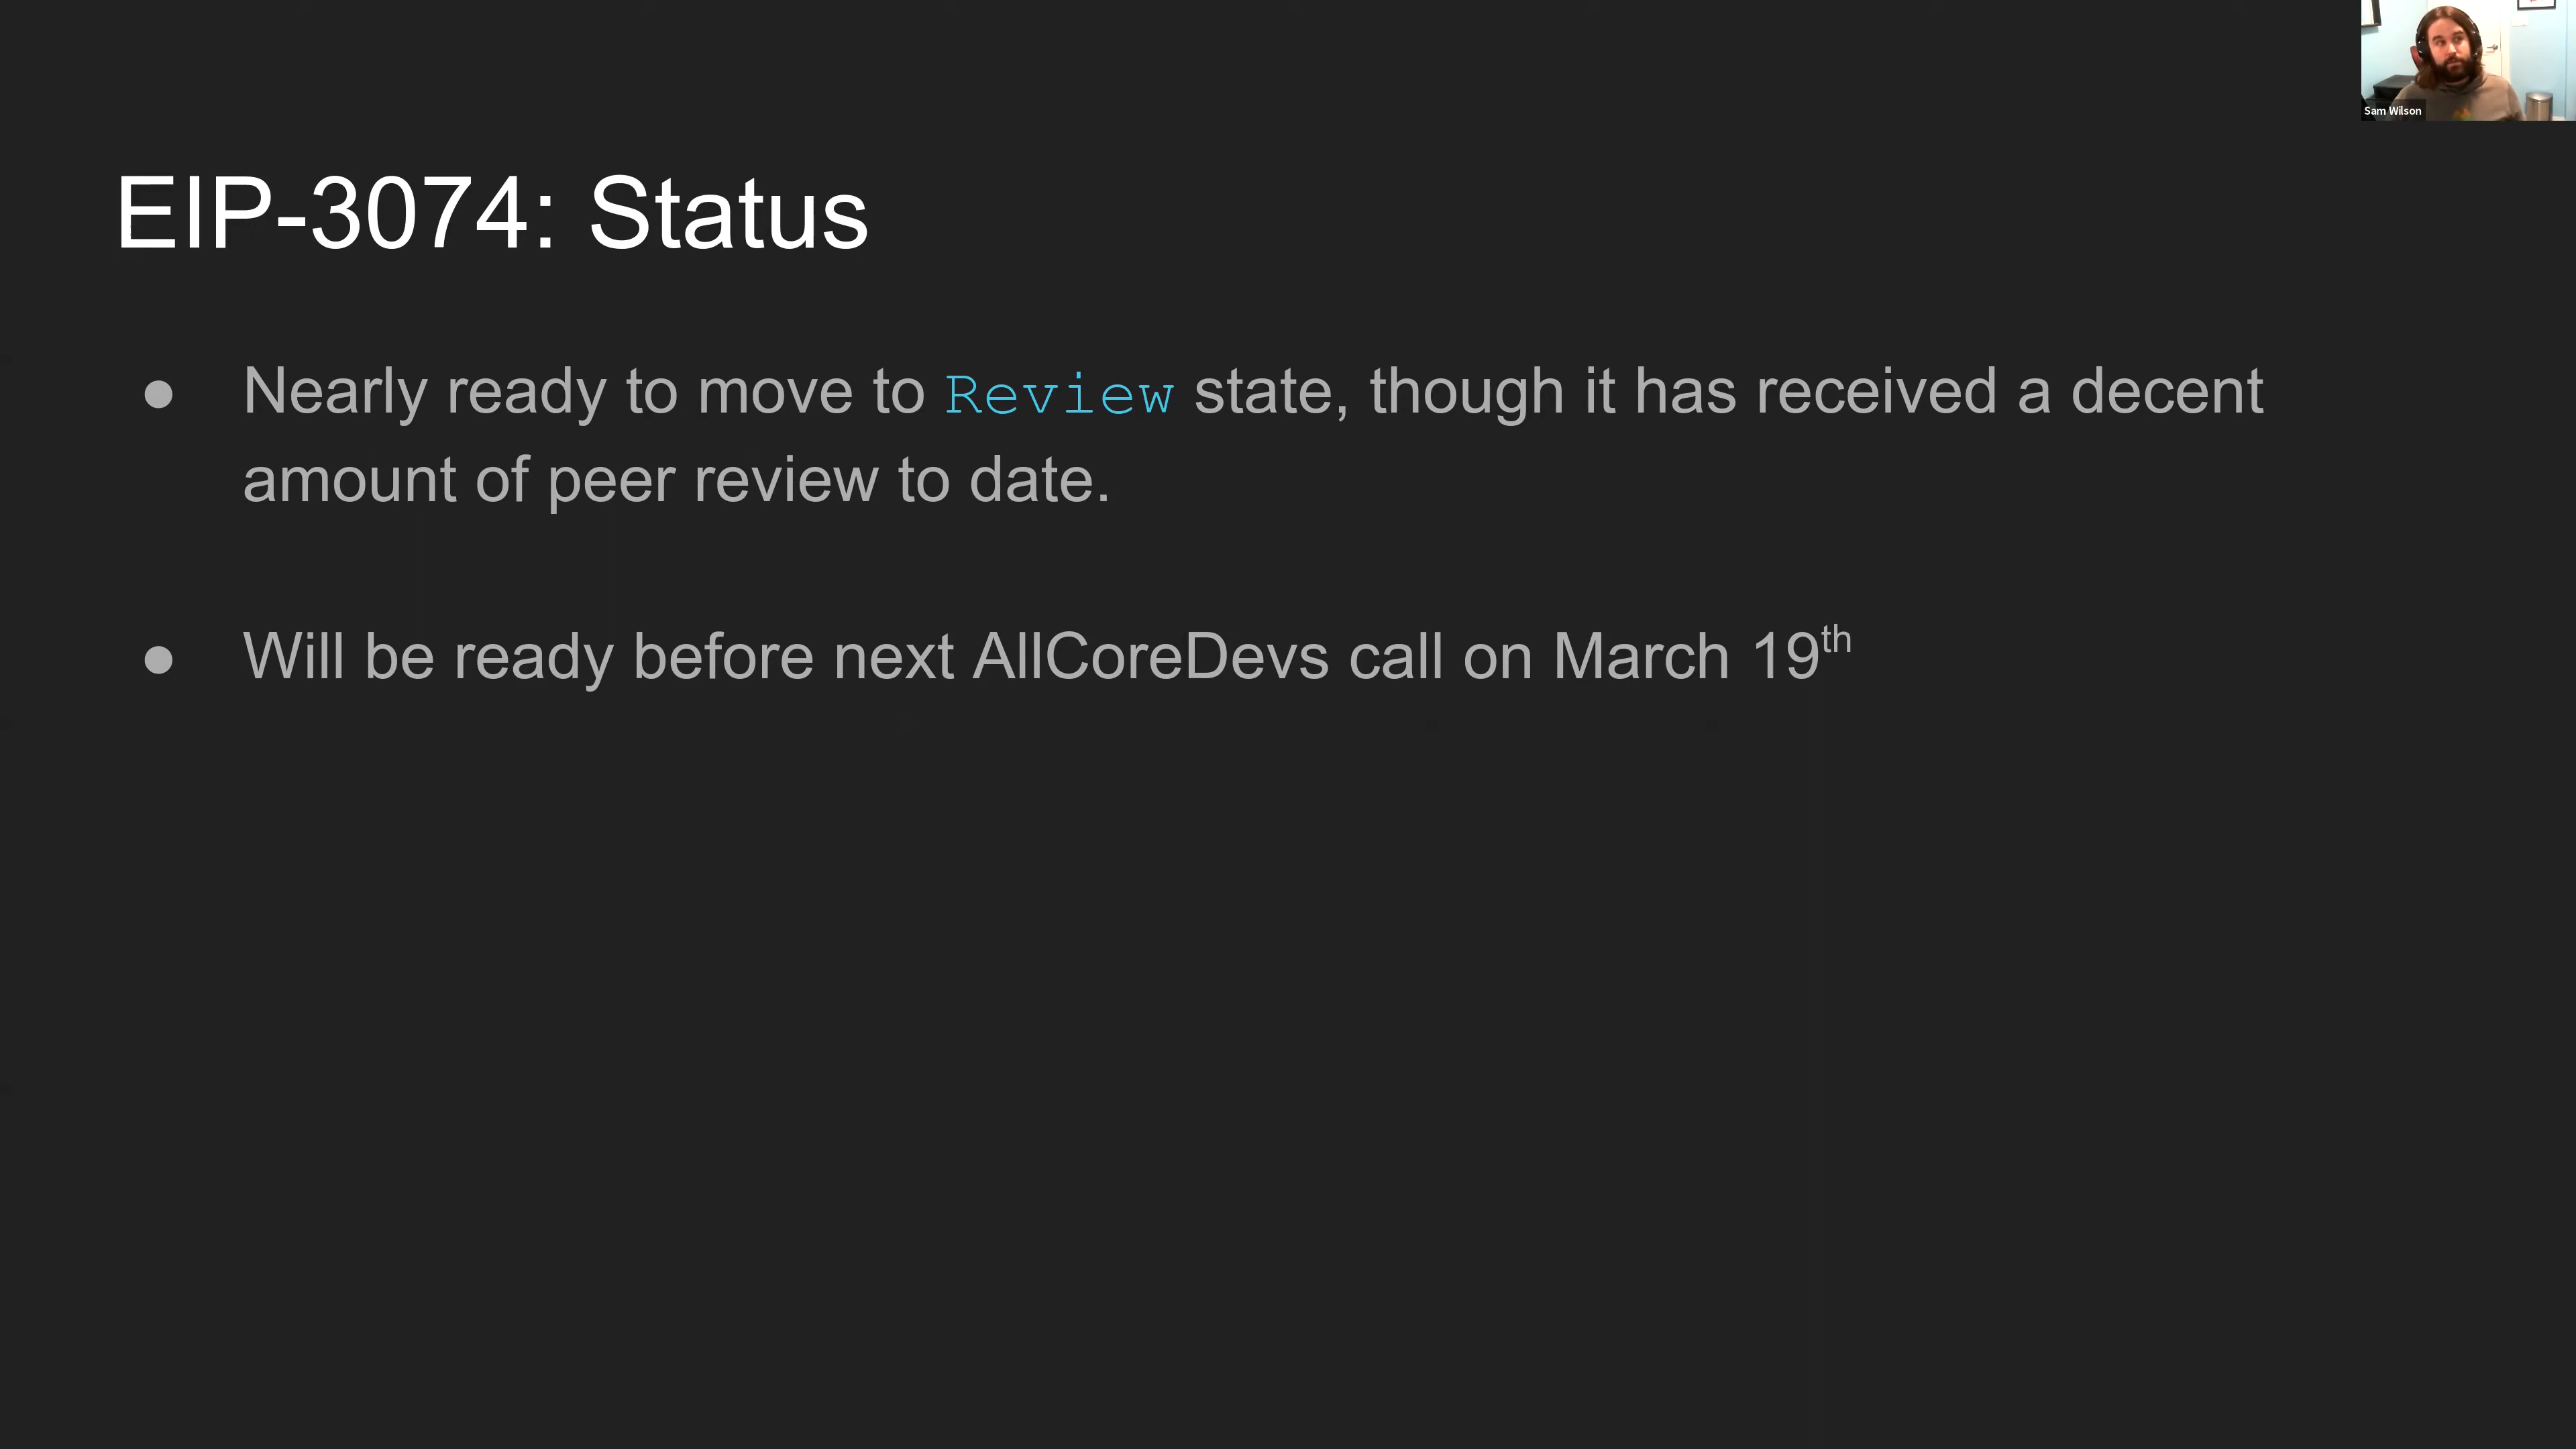 Sam Wilson
EIP-3074: Status
● Nearly ready to move to Review state, though it has received a decent
amount of peer review to date.
● Will be ready before next AllCoreDevs call on March 19th